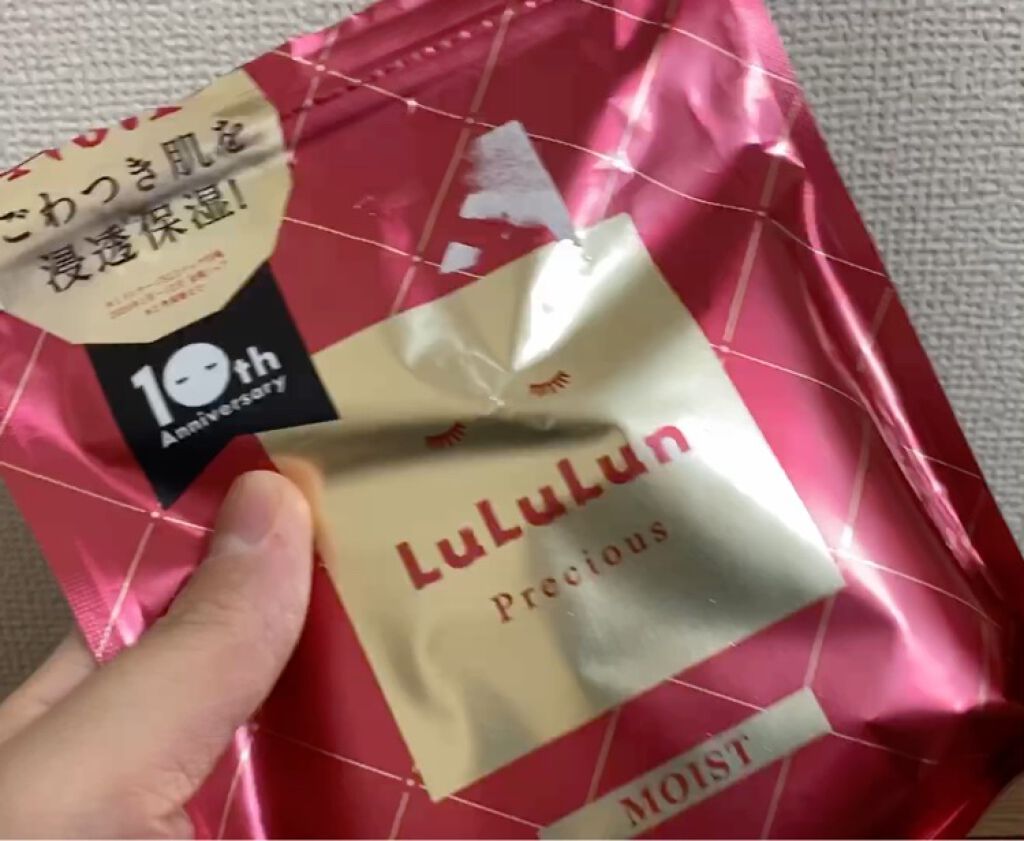 ごわつき肌を
浸透保湿!
10th
Anniversary
LuLuLun
Precious
MOIST